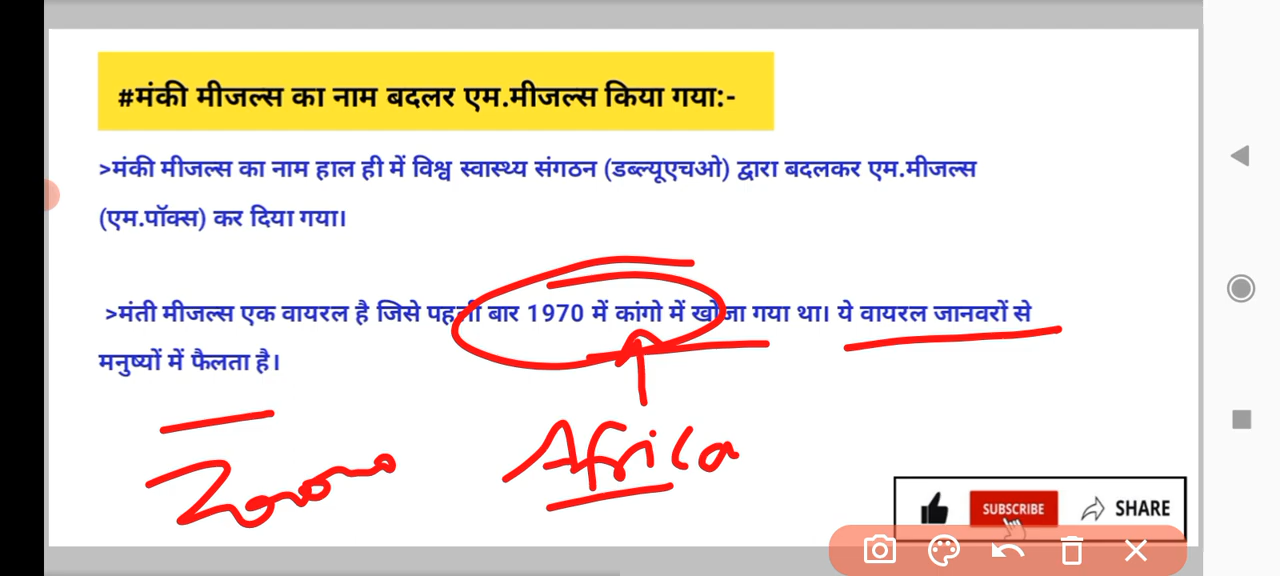 #मंकी मीजल्स का नाम बदलर एम.मीजल्स किया गया:-
>मंकी मीजल्स का नाम हाल ही में विश्व स्वास्थ्य संगठन (डब्ल्यूएचओ) द्वारा बदलकर एम.मीजल्स
(एम.पॉक्स) कर दिया गया।
>मंती मीजल्स एक वायरल है जिसे पहली बार 1970 में कांगो में खोजा गया था। ये वायरल जानवरों से
मनुष्यों में फैलता है।
Africa
SUBSCRIBE
SHARE